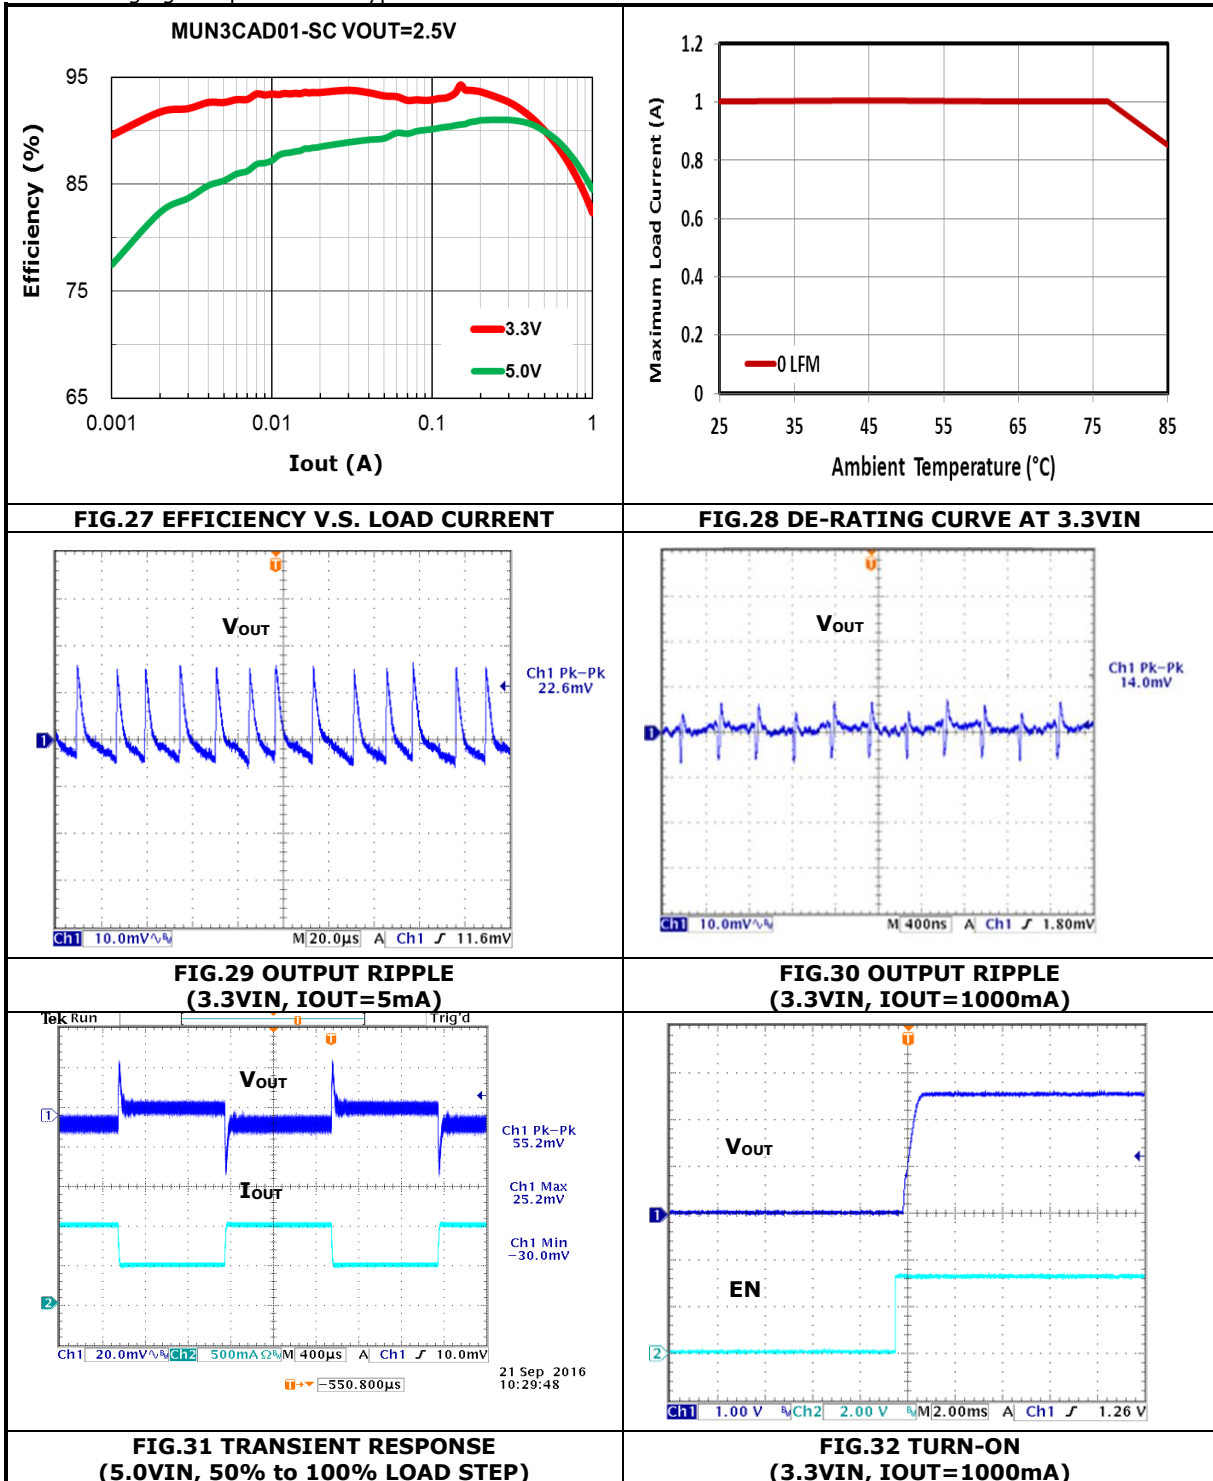 MUN3CAD01-SC VOUT=2.5V
Efficiency (%)
95
85
75
65
0.001
0.01
0.1
1
Iout (A)
3.3V
5.0V
Maximum Load Current (A)
1.2
1
0.8
0.6
0.4
0.2
0
0 LFM
25
35
45
55
65
75
85
Ambient Temperature (°C)
FIG.27 EFFICIENCY V.S. LOAD CURRENT
FIG.28 DE-RATING CURVE AT 3.3VIN
T
VOUT
1
Ch1 Pk-Pk
22.6mV
Ch1 10.0mV M 20.0µs A Ch1 11.6mV
T
VOUT
1
Ch1 Pk-Pk
14.0mV
Ch1 10.0mV M 400ns A Ch1 1.80mV
FIG.29 OUTPUT RIPPLE
(3.3VIN, IOUT=5mA)
FIG.30 OUTPUT RIPPLE
(3.3VIN, IOUT=1000mA)
Tek Run Trig'd
T
T
VOUT
1
Ch1 Pk-Pk
55.2mV
Ch1 Max
25.2mV
IOUT
Ch1 Min
-30.0mV
2
Ch1 20.0mV Ch2 500mA Ω M 400µs A Ch1 10.0mV
T -550.800µs
21 Sep 2016
10:29:48
T
VOUT
1
EN
2
Ch1 1.00 V Ch2 2.00 V M 2.00ms A Ch1 1.26 V
FIG.31 TRANSIENT RESPONSE
(5.0VIN, 50% to 100% LOAD STEP)
FIG.32 TURN-ON
(3.3VIN, IOUT=1000mA)